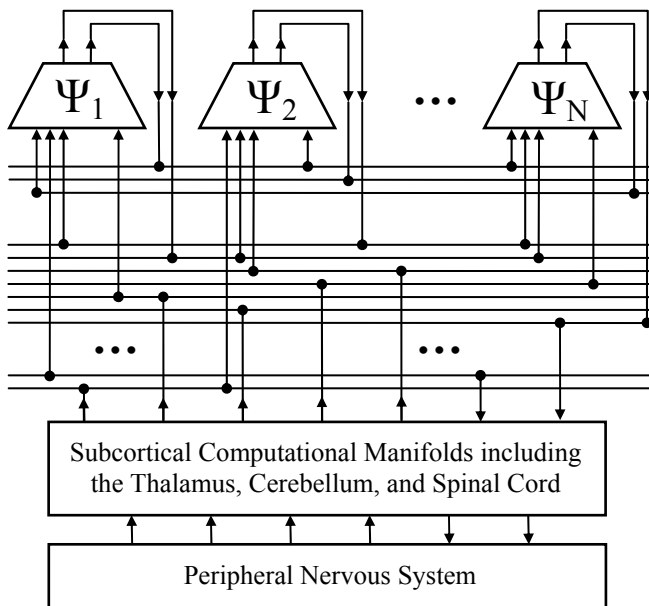 Ψ1 Ψ2 ••• ΨN
••• •••
Subcortical Computational Manifolds including
the Thalamus, Cerebellum, and Spinal Cord
Peripheral Nervous System